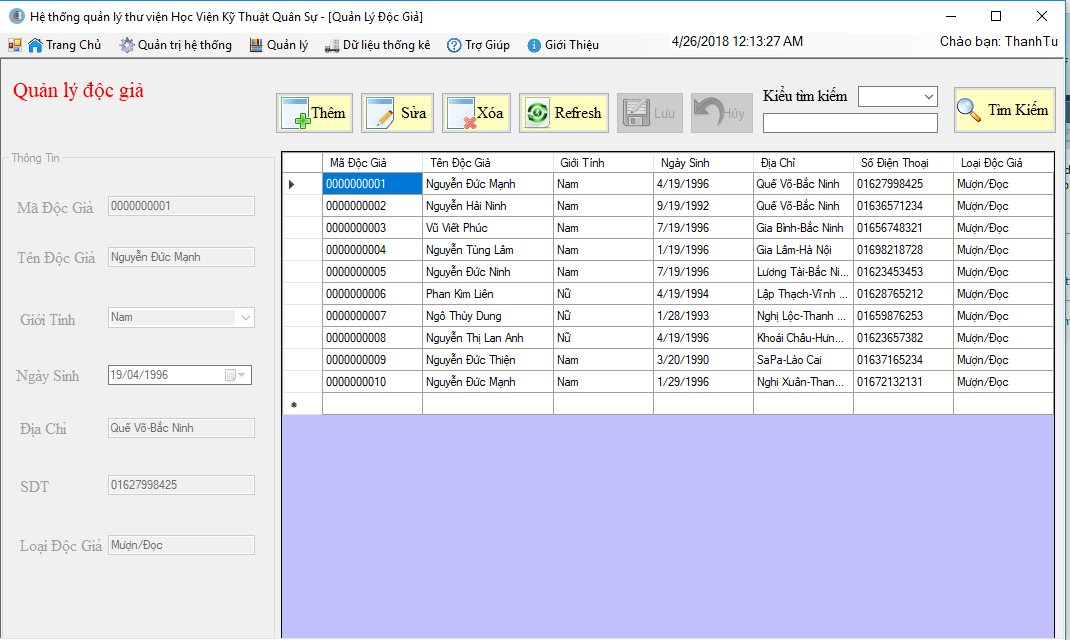 Hệ thống quản lý thư viện Học Viện Kỹ Thuật Quân Sự - [Quản Lý Độc Giả]
Trang Chủ Quản trị hệ thống Quản lý Dữ liệu thống kê Trợ Giúp Giới Thiệu 4/26/2018 12:13:27 AM Chào bạn: ThanhTu
Quản lý độc giả
Thêm Sửa Xóa Refresh Lưu Hủy Kiểu tìm kiếm Tìm Kiếm
Thông Tin
Mã Độc Giả 0000000001
Tên Độc Giả Nguyễn Đức Mạnh
Giới Tính Nam
Ngày Sinh 19/04/1996
Địa Chỉ Quế Võ-Bắc Ninh
SDT 01627998425
Loại Độc Giả Mượn/Đọc
Mã Độc Giả Tên Độc Giả Giới Tính Ngày Sinh Địa Chỉ Số Điện Thoại Loại Độc Giả
0000000001 Nguyễn Đức Mạnh Nam 4/19/1996 Quế Võ-Bắc Ninh 01627998425 Mượn/Đọc
0000000002 Nguyễn Hải Ninh Nam 9/19/1992 Quế Võ-Bắc Ninh 01636571234 Mượn/Đọc
0000000003 Vũ Viết Phúc Nam 7/19/1996 Gia Bình-Bắc Ninh 01656748321 Mượn/Đọc
0000000004 Nguyễn Tùng Lâm Nam 1/19/1996 Gia Lâm-Hà Nội 01698218728 Mượn/Đọc
0000000005 Nguyễn Đức Ninh Nam 7/19/1996 Lương Tài-Bắc Ni... 01623453453 Mượn/Đọc
0000000006 Phan Kim Liên Nữ 4/19/1994 Lập Thạch-Vĩnh ... 01628765212 Mượn/Đọc
0000000007 Ngô Thùy Dung Nữ 1/28/1993 Nghị Lộc-Thanh ... 01659876253 Mượn/Đọc
0000000008 Nguyễn Thị Lan Anh Nữ 4/19/1996 Khoái Châu-Hưn... 01623657382 Mượn/Đọc
0000000009 Nguyễn Đức Thiện Nam 3/20/1990 SaPa-Lào Cai 01637165234 Mượn/Đọc
0000000010 Nguyễn Đức Mạnh Nam 1/29/1996 Nghi Xuân-Than... 01672132131 Mượn/Đọc